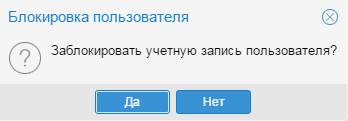 Блокировка пользователя
Заблокировать учетную запись пользователя?
Да
Нет